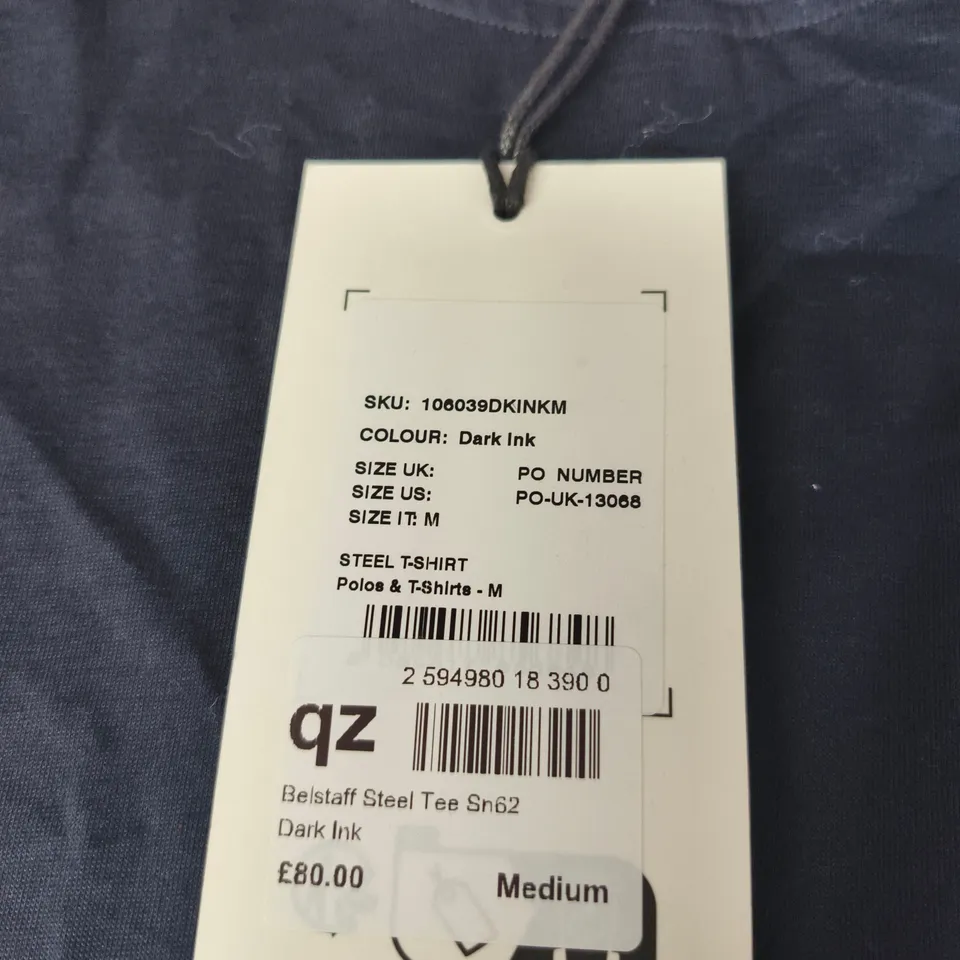 SKU: 106039DKINKM
COLOUR: Dark Ink
SIZE UK: PO NUMBER
SIZE US: PO-UK-13068
SIZE IT: M
STEEL T-SHIRT
Polos & T-Shirts - M
2 594980 18 390 0
qz
Belstaff Steel Tee Sn62
Dark Ink
£80.00 Medium